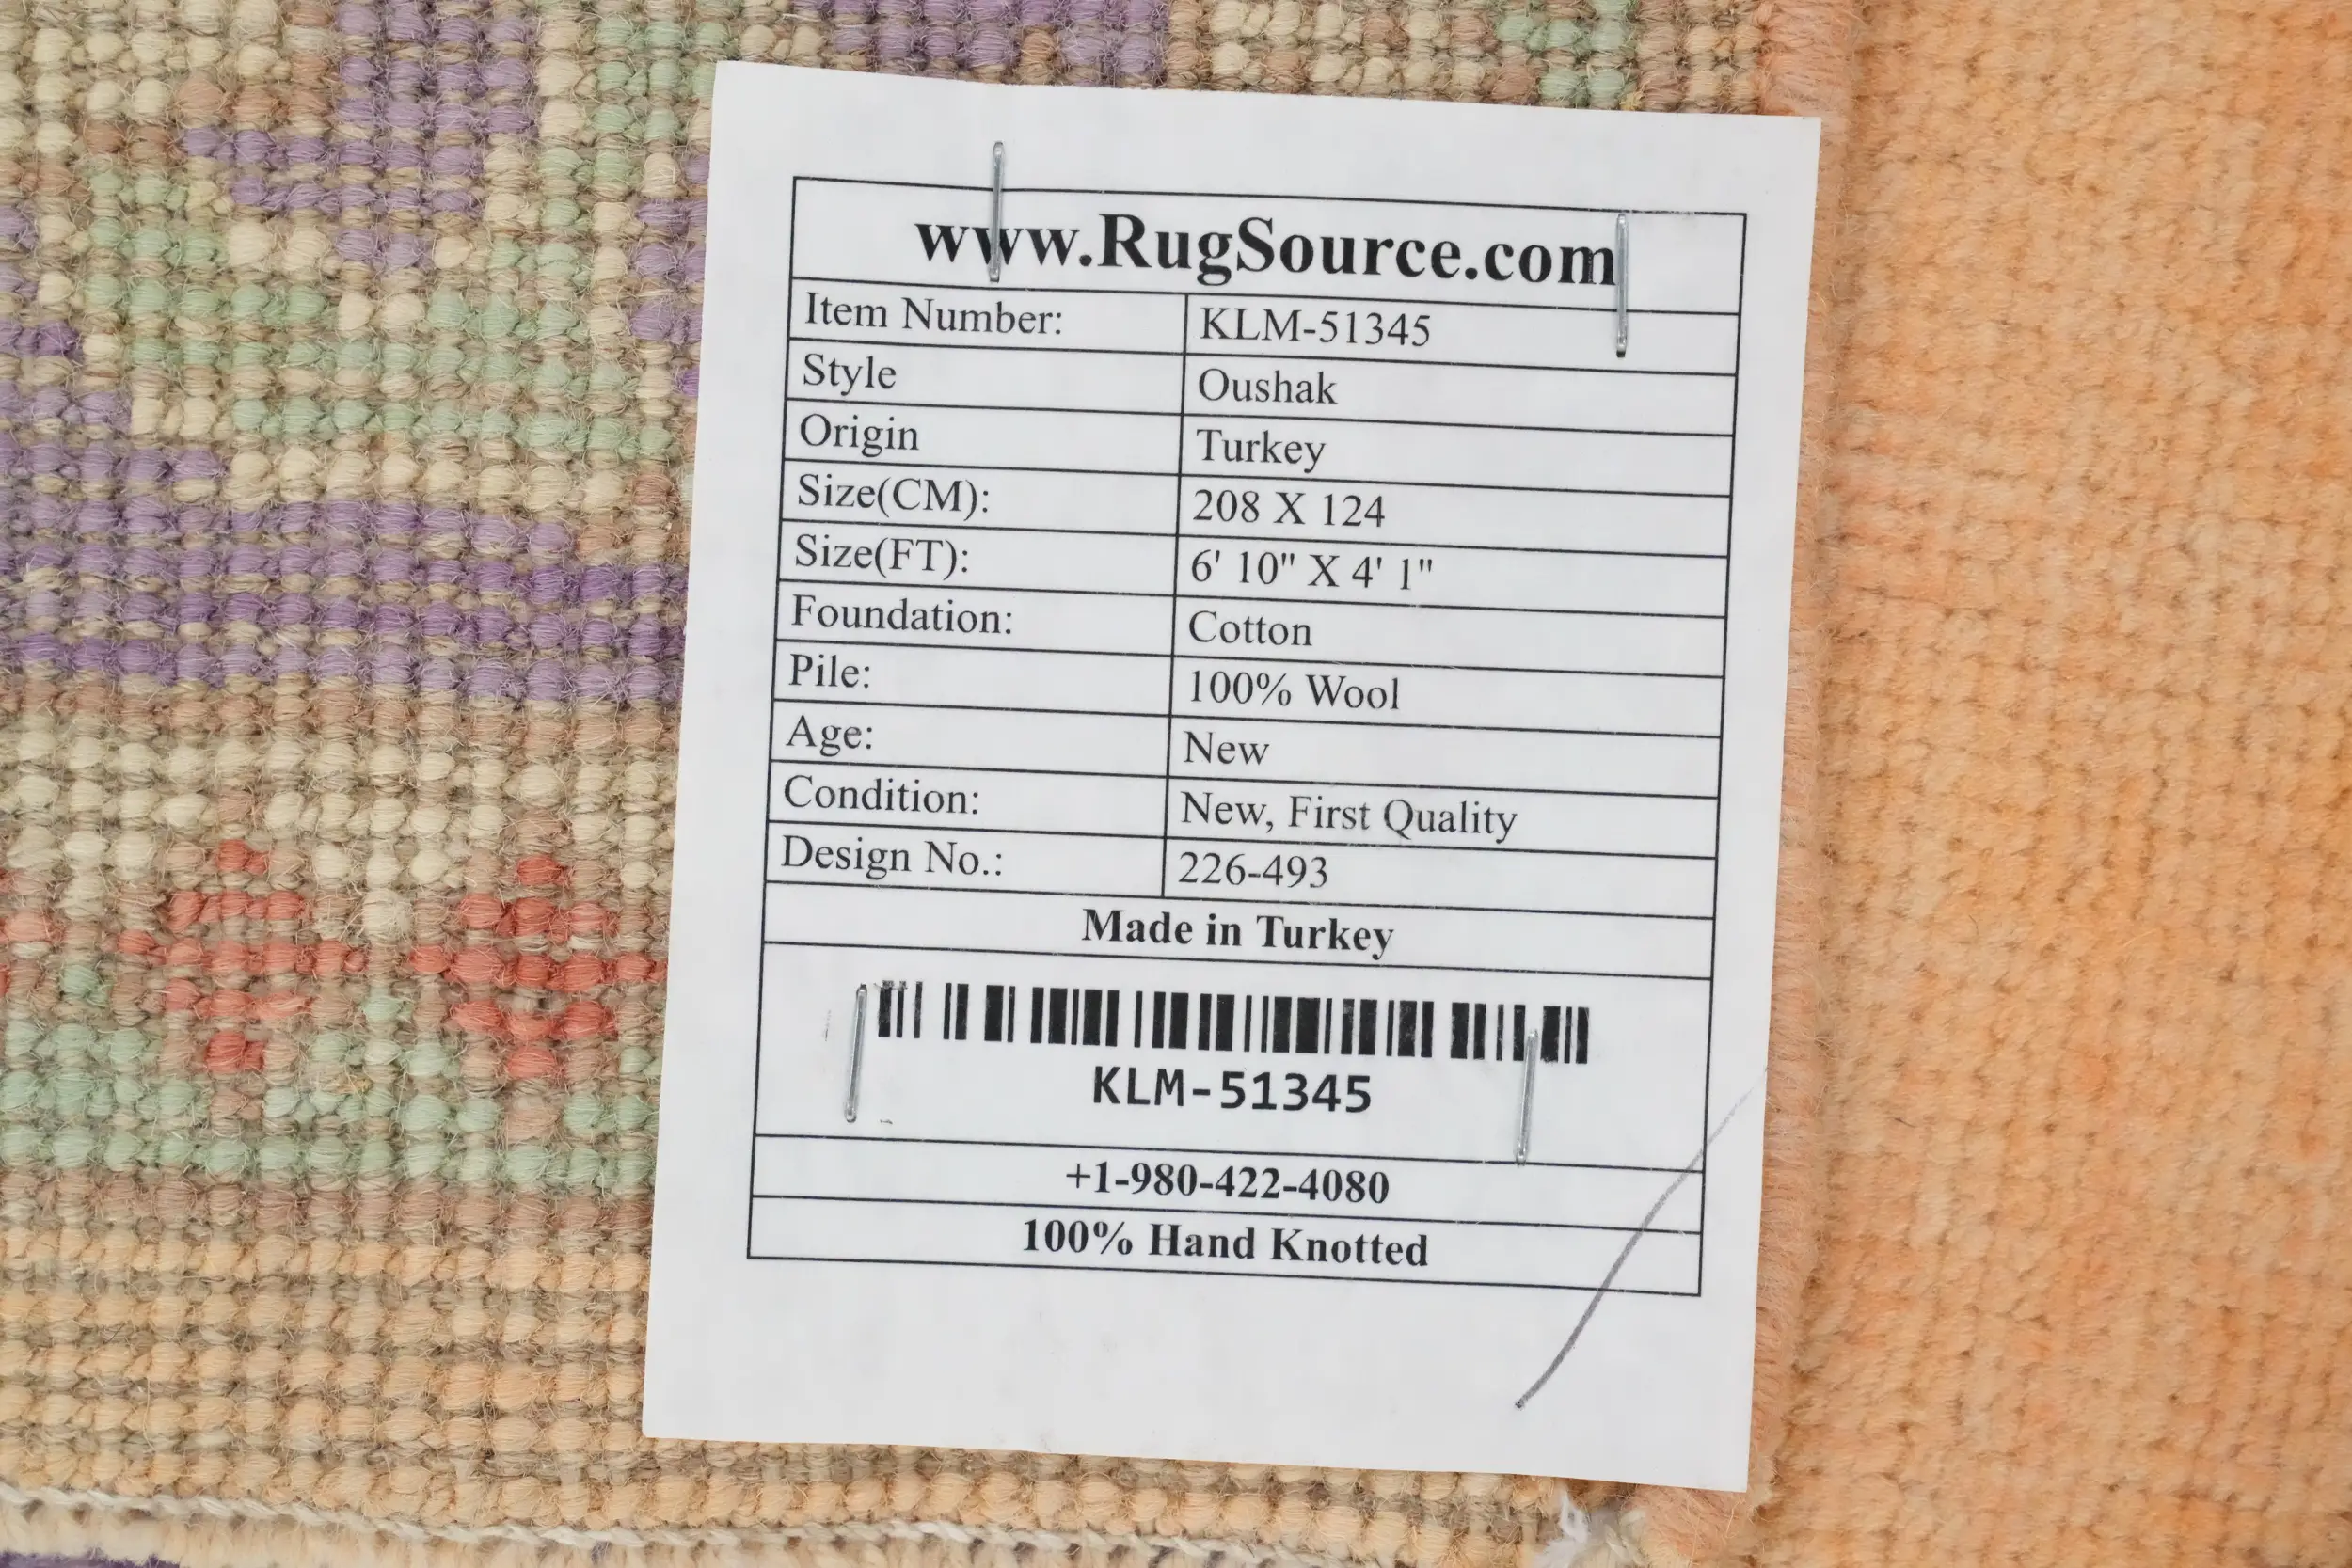 www.RugSource.com
Item Number: KLM-51345
Style Oushak
Origin Turkey
Size(CM): 208 X 124
Size(FT): 6' 10" X 4' 1"
Foundation: Cotton
Pile: 100% Wool
Age: New
Condition: New, First Quality
Design No.: 226-493
Made in Turkey
KLM-51345
+1-980-422-4080
100% Hand Knotted